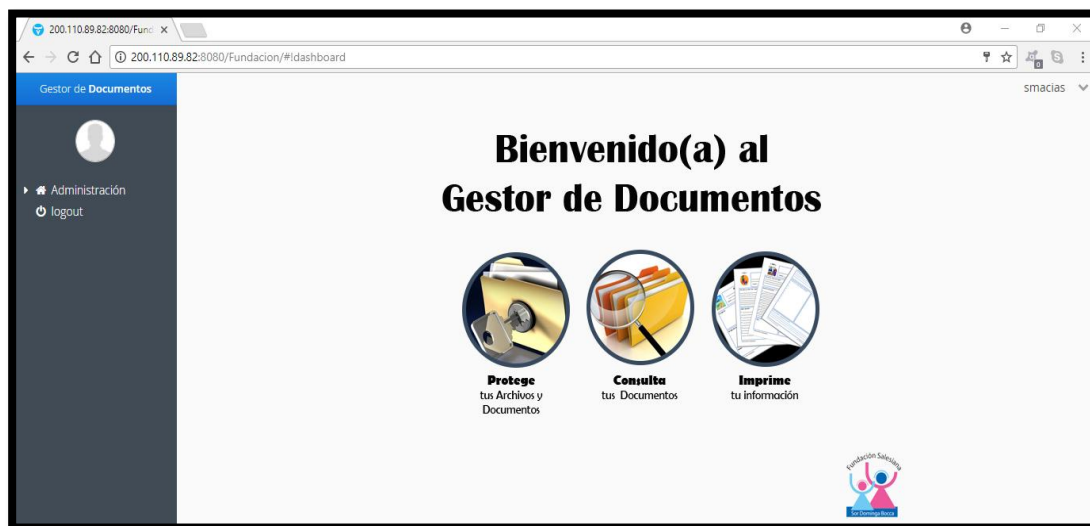 200.110.89.82:8080/Fund
200.110.89.82:8080/Fundacion/#!dashboard
0
Gestor de Documentos
smacias
Administración
logout
Bienvenido(a) al
Gestor de Documentos
Protege
tus Archivos y
Documentos
Consulta
tus Documentos
Imprime
tu información
Fundación Salesiana
Sor Dominga Bocca